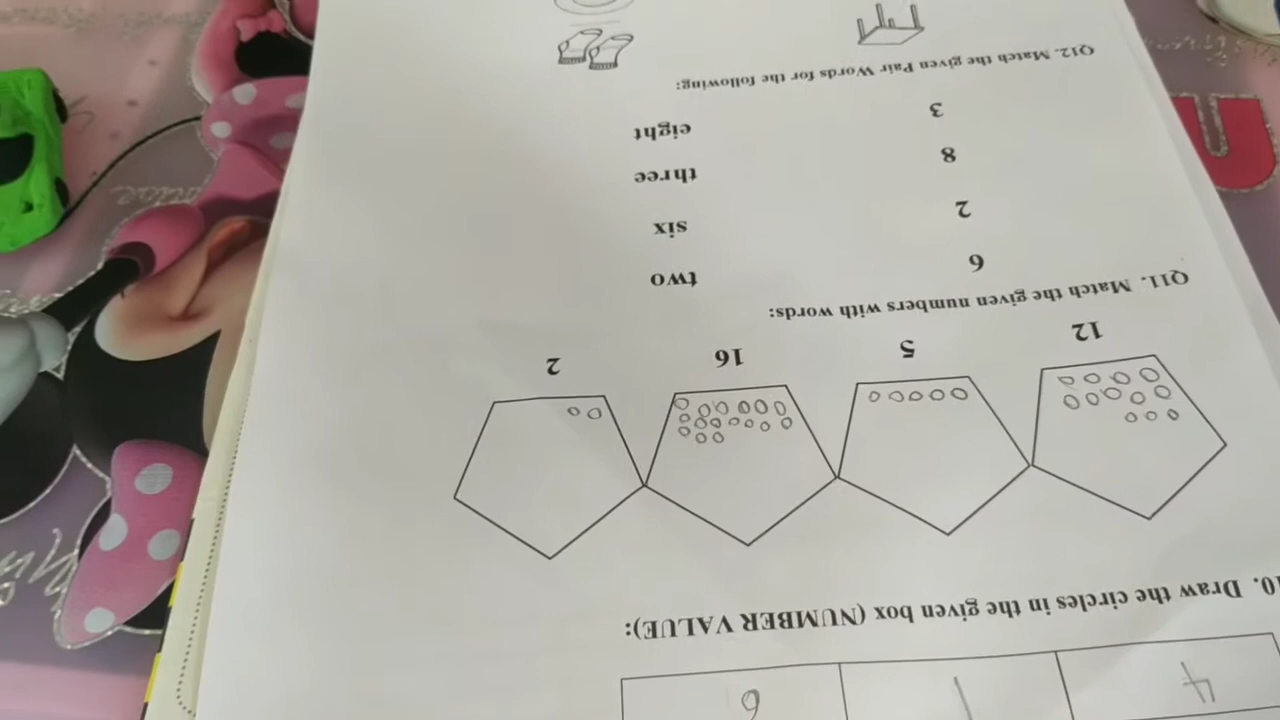 4 1 6
10. Draw the circles in the given box (NUMBER VALUE):
12 5 16 2
Q11. Match the given numbers with words:
6 two
2 six
8 three
3 eight
Q12. Match the given Pair Words for the following: